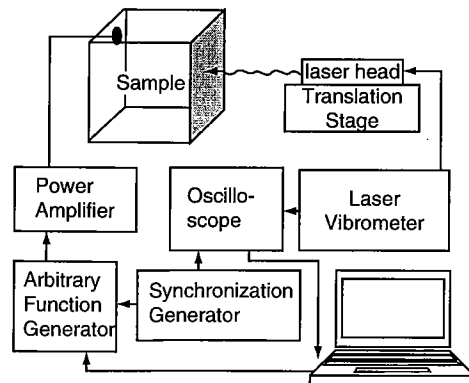 Sample
laser head
Translation
Stage
Power
Amplifier
Oscillo-
scope
Laser
Vibrometer
Arbitrary
Function
Generator
Synchronization
Generator